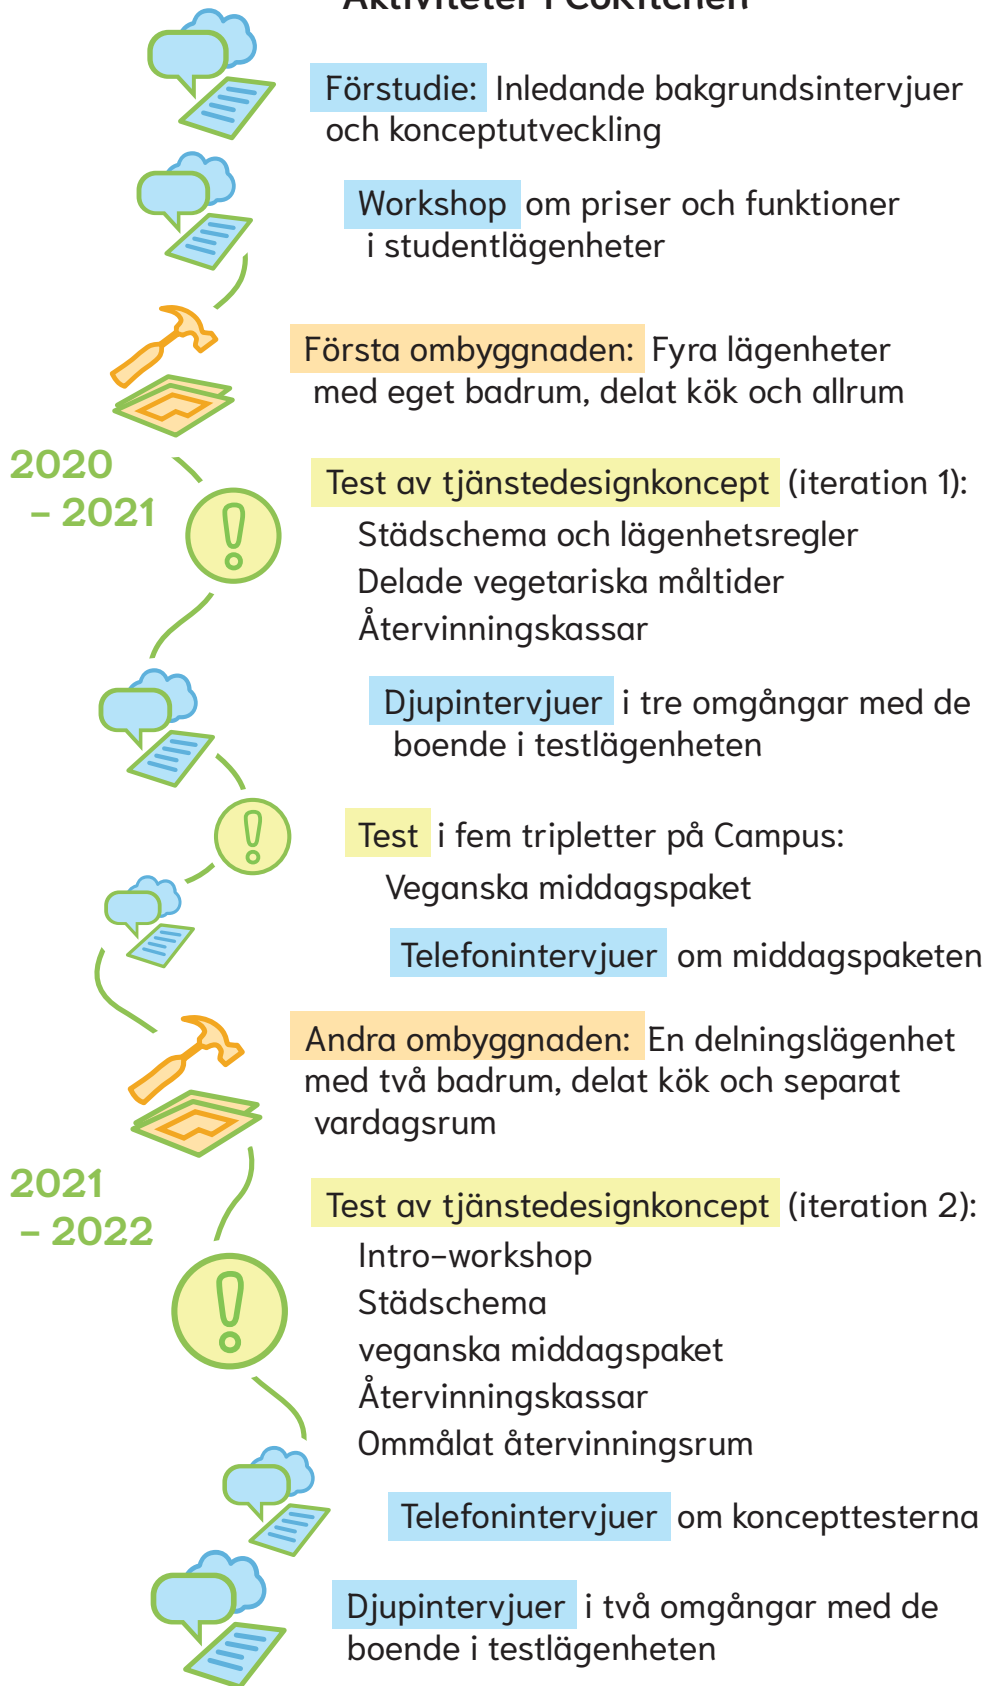 Aktiviteter i CoKitchen
Förstudie: Inledande bakgrundsintervjuer
och konceptutveckling
Workshop om priser och funktioner
i studentlägenheter
Första ombyggnaden: Fyra lägenheter
med eget badrum, delat kök och allrum
2020
– 2021
Test av tjänstedesignkoncept (iteration 1):
Städschema och lägenhetsregler
Delade vegetariska måltider
Återvinningskassar
Djupintervjuer i tre omgångar med de
boende i testlägenheten
Test i fem tripletter på Campus:
Veganska middagspaket
Telefonintervjuer om middagspaketen
Andra ombyggnaden: En delningslägenhet
med två badrum, delat kök och separat
vardagsrum
2021
– 2022
Test av tjänstedesignkoncept (iteration 2):
Intro-workshop
Städschema
veganska middagspaket
Återvinningskassar
Ommålat återvinningsrum
Telefonintervjuer om koncepttesterna
Djupintervjuer i två omgångar med de
boende i testlägenheten